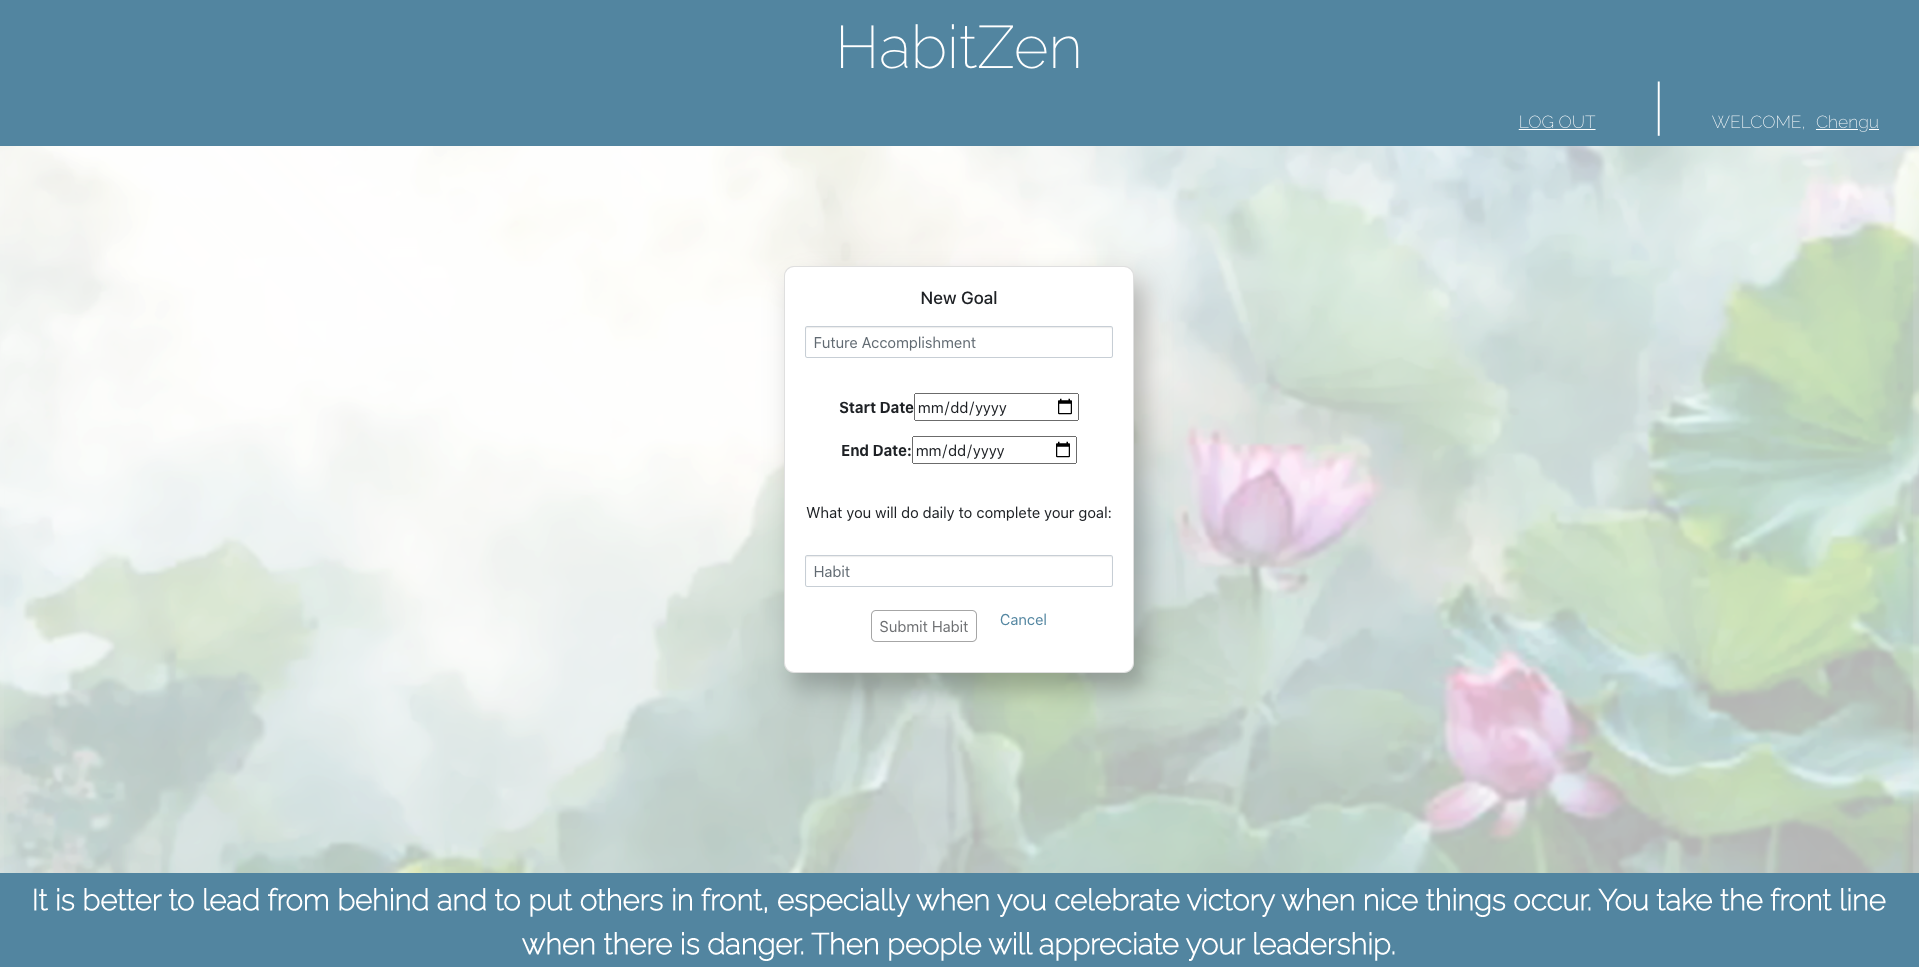 HabitZen
LOG OUT
WELCOME, Chengu
New Goal
Future Accomplishment
Start Date mm/dd/yyyy
End Date: mm/dd/yyyy
What you will do daily to complete your goal:
Habit
Submit Habit Cancel
It is better to lead from behind and to put others in front, especially when you celebrate victory when nice things occur. You take the front line
when there is danger. Then people will appreciate your leadership.